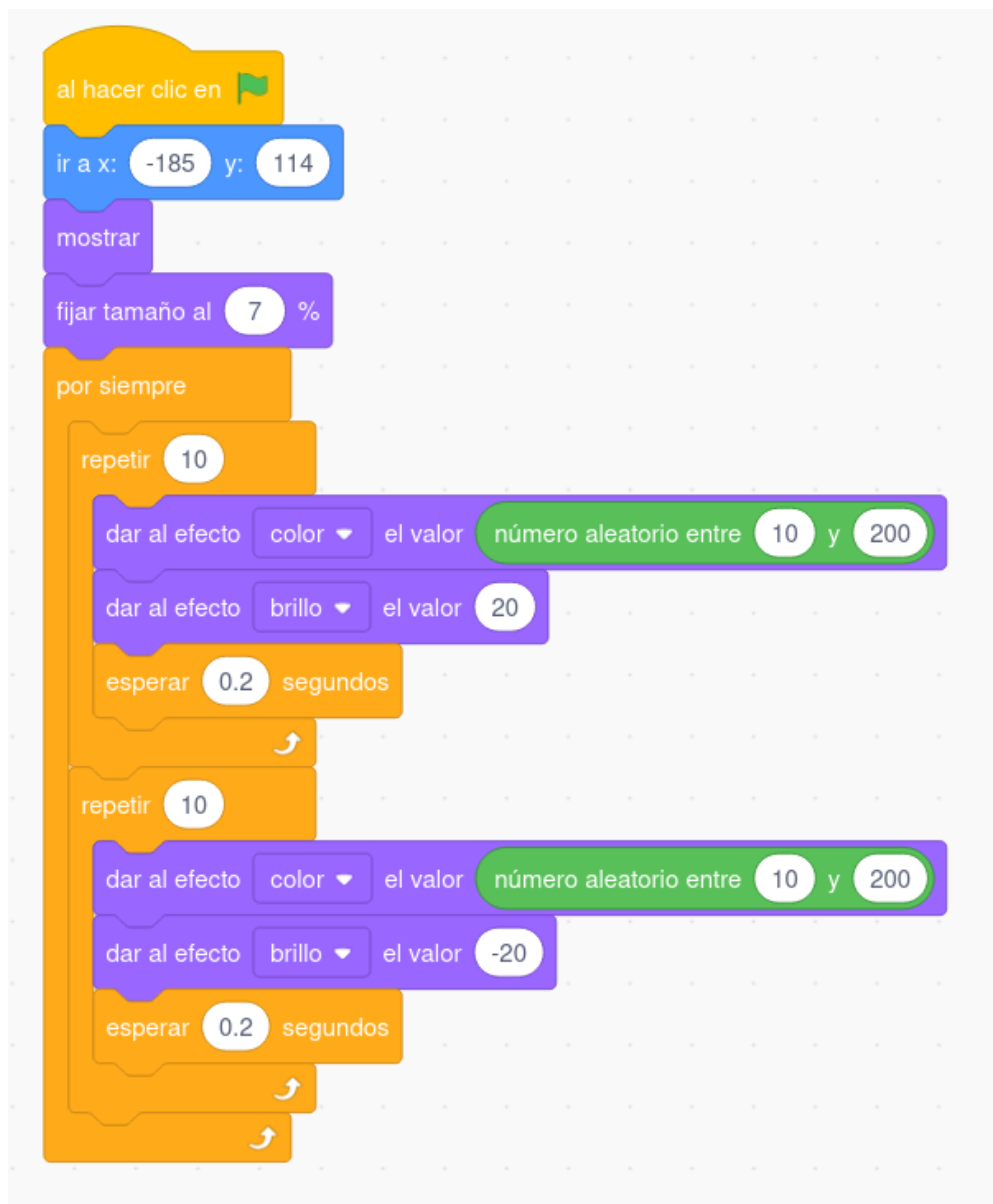 al hacer clic en
ir a x: -185 y: 114
mostrar
fijar tamaño al 7 %
por siempre
repetir 10
dar al efecto color el valor número aleatorio entre 10 y 200
dar al efecto brillo el valor 20
esperar 0.2 segundos
repetir 10
dar al efecto color el valor número aleatorio entre 10 y 200
dar al efecto brillo el valor -20
esperar 0.2 segundos